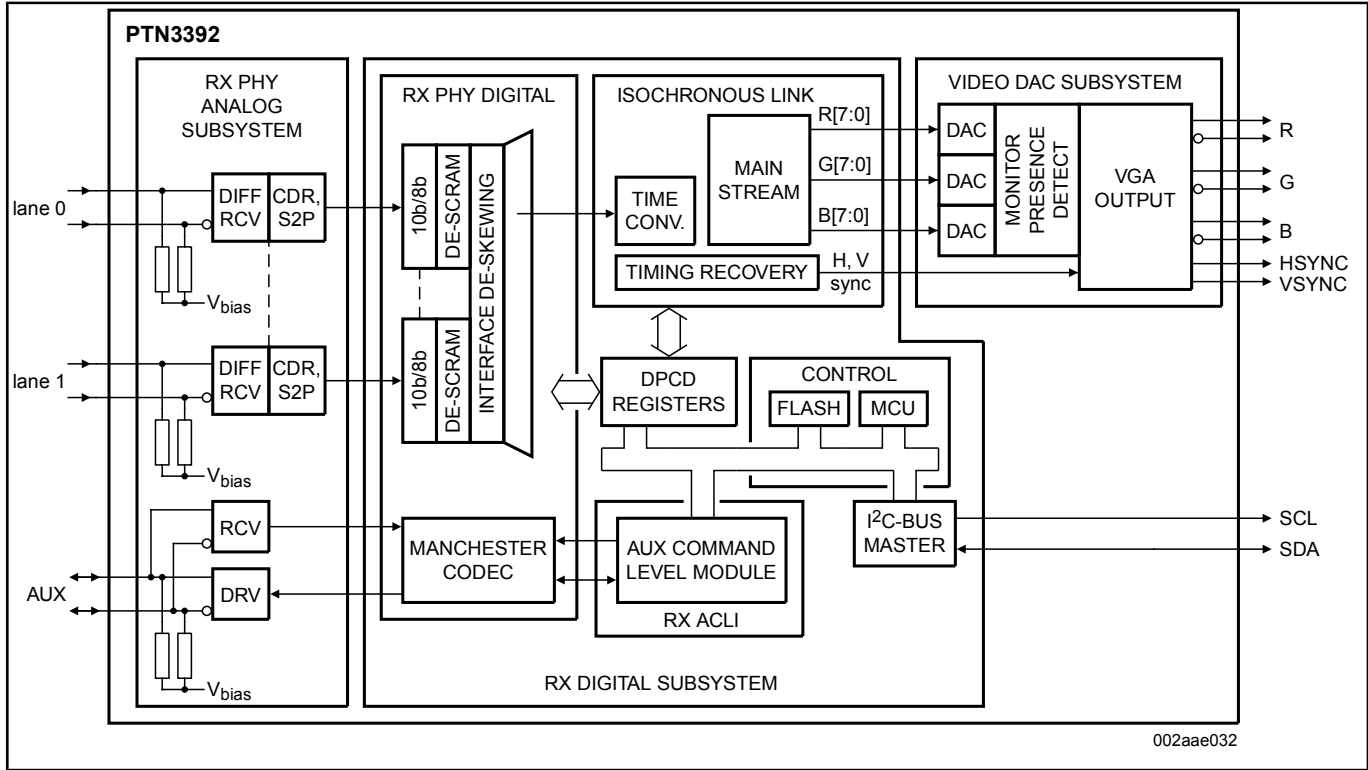 PTN3392
RX PHY
ANALOG
SUBSYSTEM
lane 0
DIFF
RCV
CDR,
S2P
Vbias
lane 1
DIFF
RCV
CDR,
S2P
Vbias
RCV
AUX
DRV
Vbias
RX PHY DIGITAL
10b/8b
DE-SCRAM
10b/8b
DE-SCRAM
INTERFACE DE-SKEWING
MANCHESTER
CODEC
ISOCHRONOUS LINK
TIME
CONV.
MAIN
STREAM
R[7:0]
G[7:0]
B[7:0]
TIMING RECOVERY
H, V
sync
DPCD
REGISTERS
CONTROL
FLASH
MCU
AUX COMMAND
LEVEL MODULE
RX ACLI
I2C-BUS
MASTER
RX DIGITAL SUBSYSTEM
VIDEO DAC SUBSYSTEM
DAC
DAC
DAC
MONITOR
PRESENCE
DETECT
VGA
OUTPUT
R
G
B
HSYNC
VSYNC
SCL
SDA
002aae032